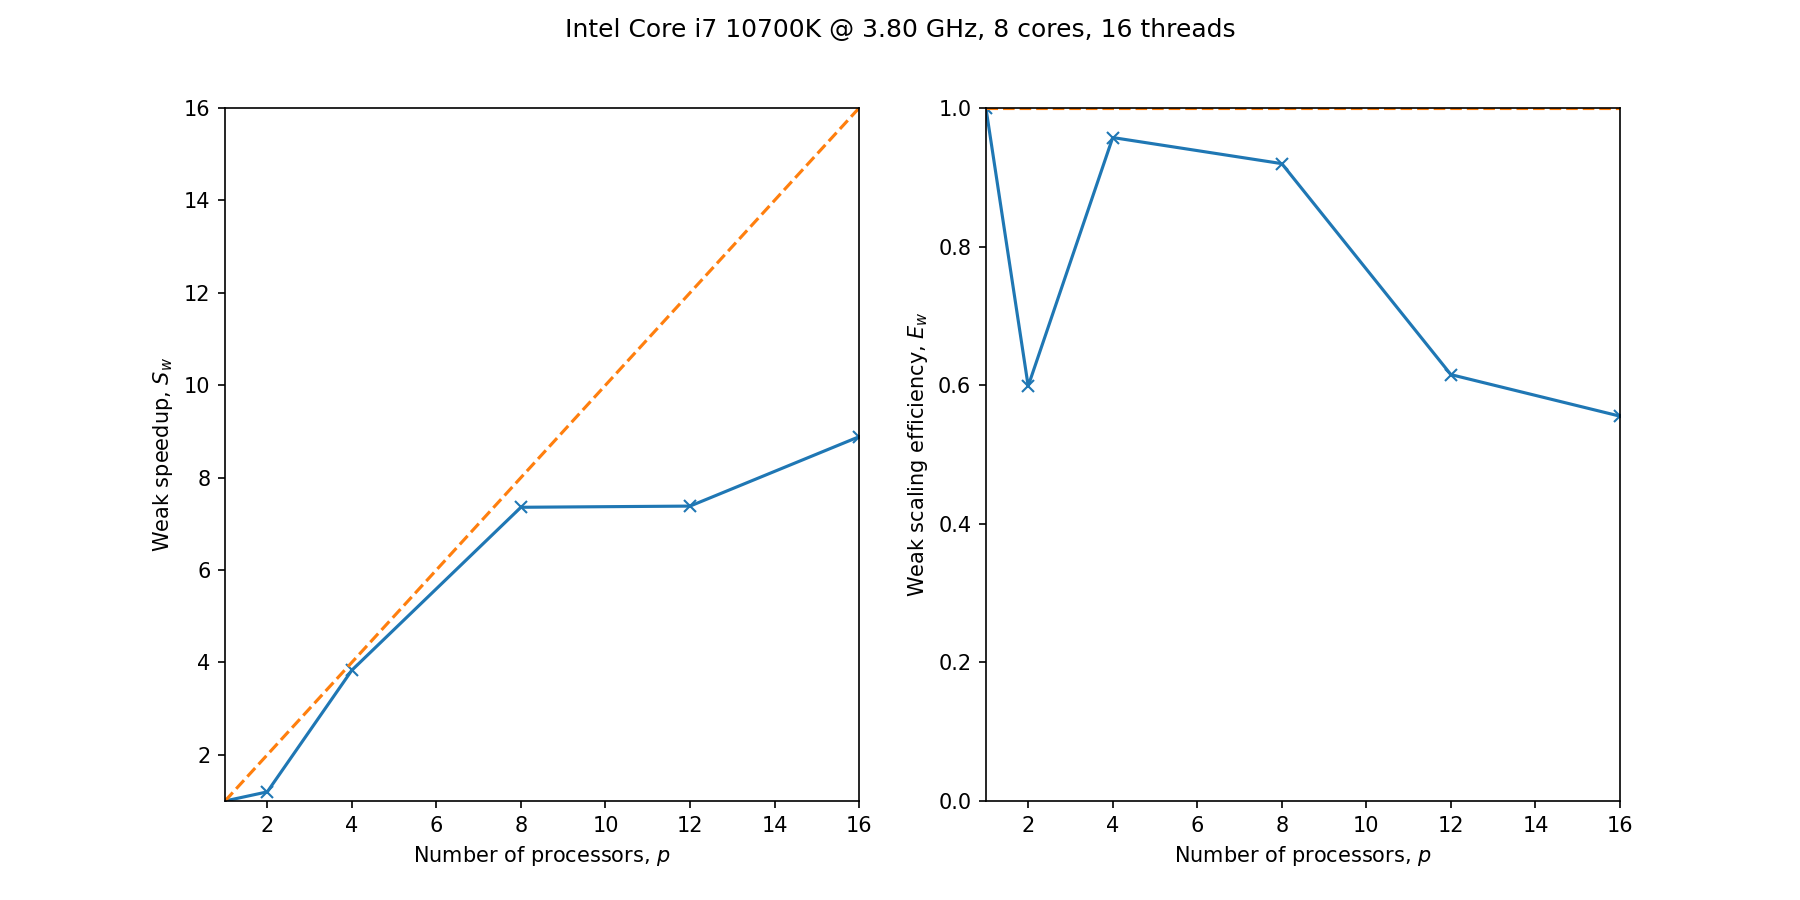 Intel Core i7 10700K @ 3.80 GHz, 8 cores, 16 threads
Weak speedup, S_w
16
14
12
10
8
6
4
2
2 4 6 8 10 12 14 16
Number of processors, p
Weak scaling efficiency, E_w
1.0
0.8
0.6
0.4
0.2
0.0
2 4 6 8 10 12 14 16
Number of processors, p